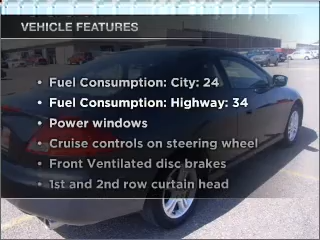 VEHICLE FEATURES
• Fuel Consumption: City: 24
• Fuel Consumption: Highway: 34
• Power windows
• Cruise controls on steering wheel
• Front Ventilated disc brakes
• 1st and 2nd row curtain head